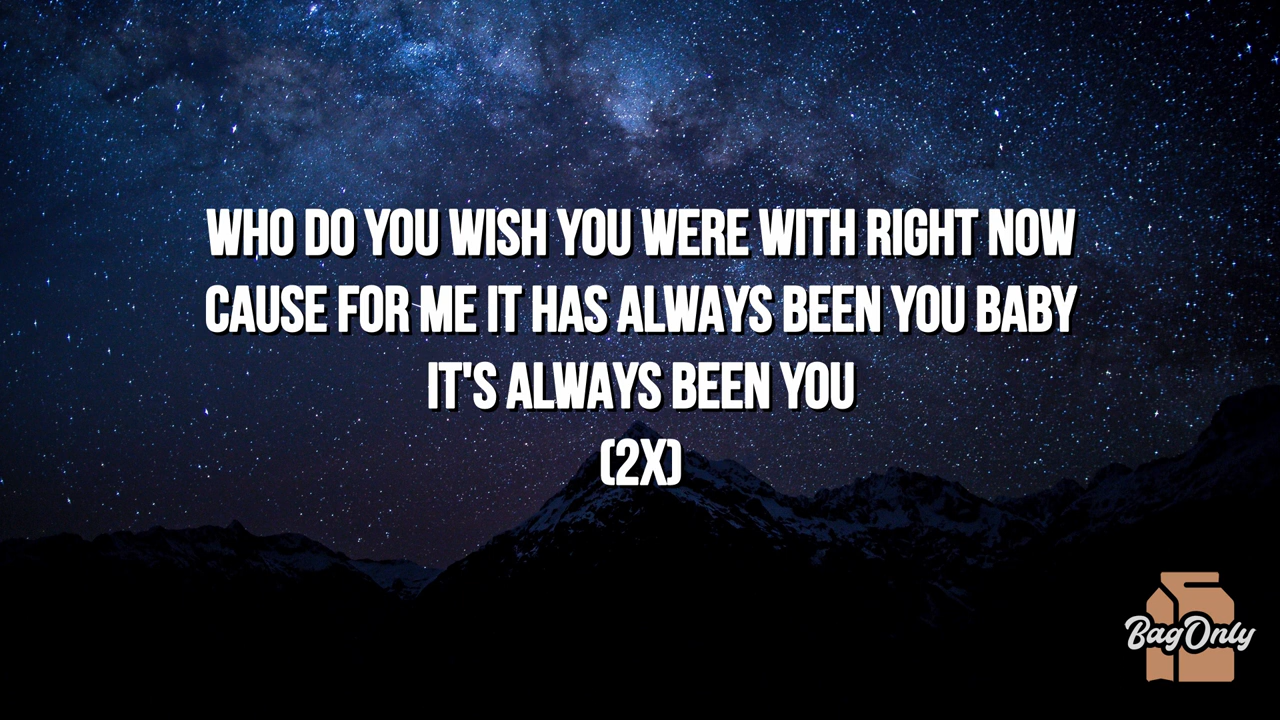 WHO DO YOU WISH YOU WERE WITH RIGHT NOW
CAUSE FOR ME IT HAS ALWAYS BEEN YOU BABY
IT'S ALWAYS BEEN YOU
(2X)
BagOnly